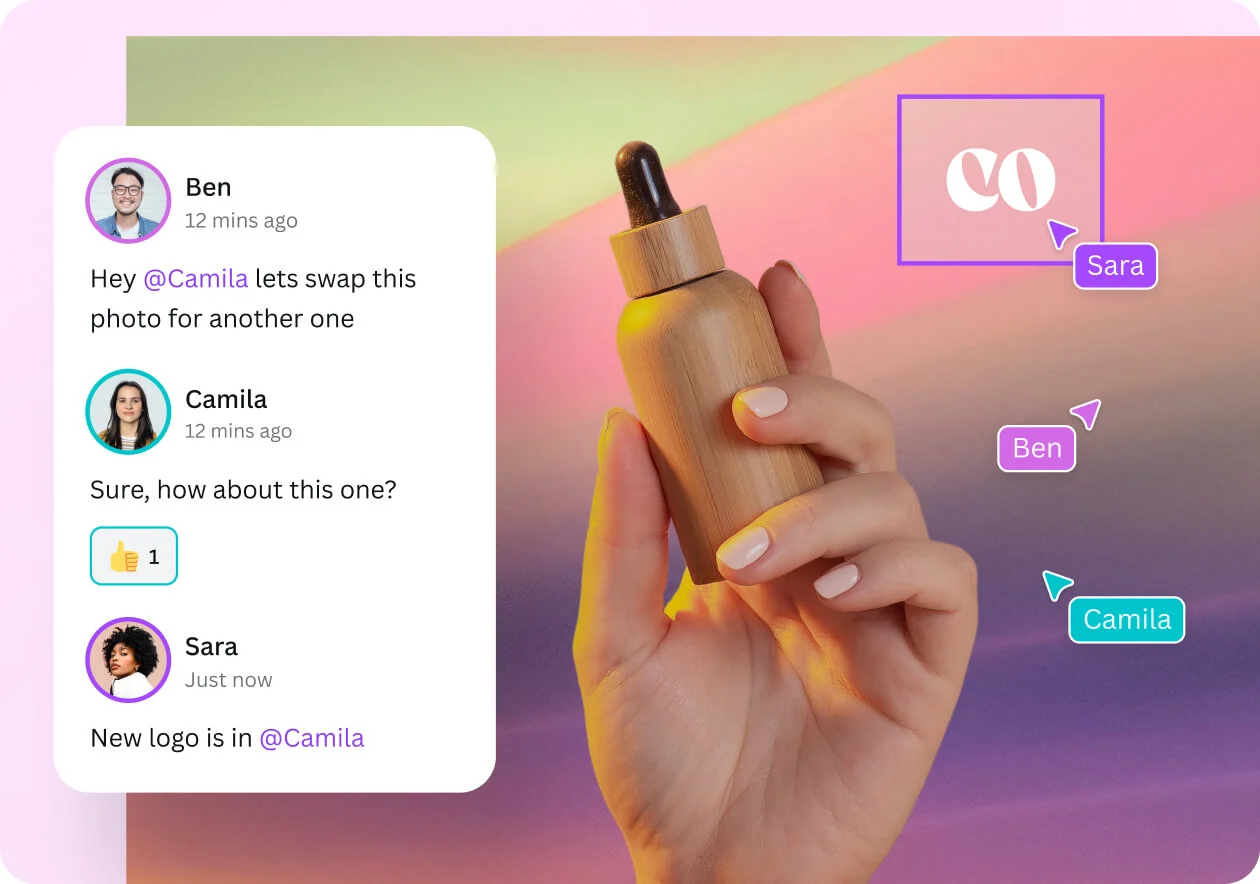 Ben
12 mins ago
Hey @Camila lets swap this
photo for another one
Camila
12 mins ago
Sure, how about this one?
👍 1
Sara
Just now
New logo is in @Camila
co
Sara
Ben
Camila